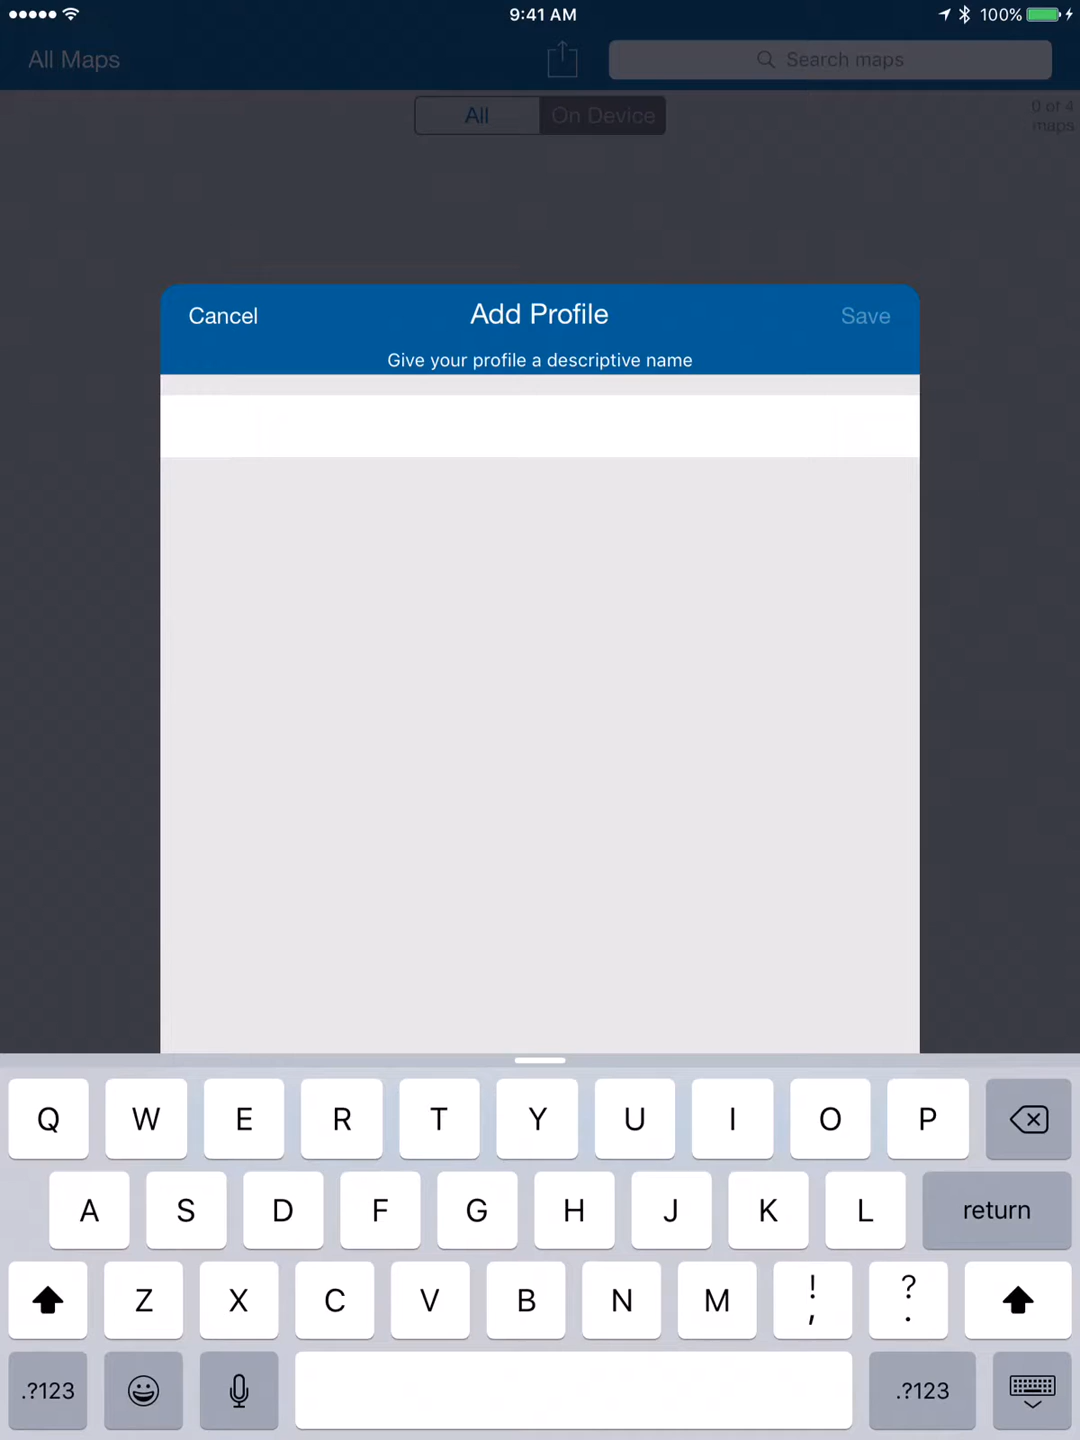 9:41 AM
100%
All Maps
Search maps
All
On Device
0 of 4
maps
Cancel
Add Profile
Save
Give your profile a descriptive name
Q W E R T Y U I O P
A S D F G H J K L return
Z X C V B N M ! , ? .
.?123
.?123